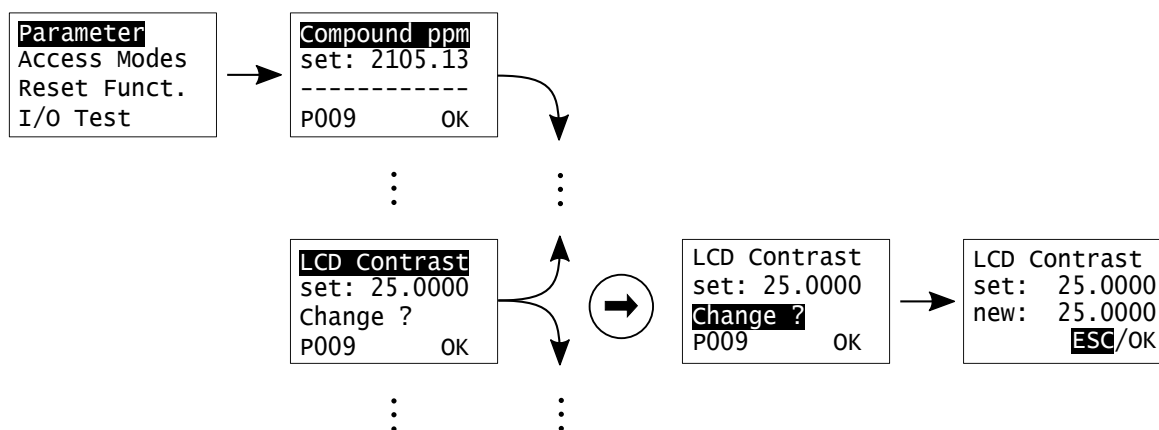 Parameter
Access Modes
Reset Funct.
I/O Test
Compound ppm
set: 2105.13
------------
P009 OK
LCD Contrast
set: 25.0000
Change ?
P009 OK
LCD Contrast
set: 25.0000
Change ?
P009 OK
LCD Contrast
set: 25.0000
new: 25.0000
ESC/OK